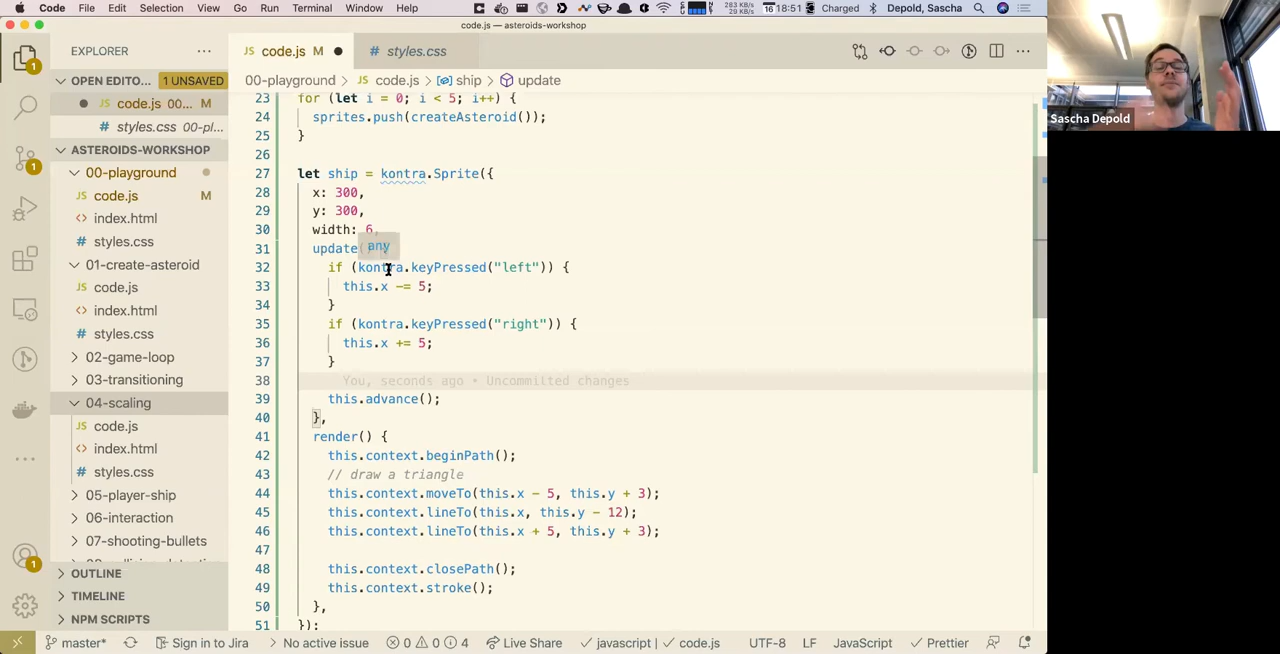 Code File Edit Selection View Go Run Terminal Window Help 283 KB/s 29 KB/s 16 18:51 Charged Depold, Sascha
code.js — asteroids-workshop
EXPLORER
code.js M
styles.css
OPEN EDITO... 1 UNSAVED
00-playground > code.js > ship > update
code.js 00... M
styles.css 00-pl...
ASTEROIDS-WORKSHOP
00-playground
JS code.js M
<> index.html
styles.css
01-create-asteroid
JS code.js
<> index.html
styles.css
02-game-loop
03-transitioning
04-scaling
JS code.js
<> index.html
styles.css
05-player-ship
06-interaction
07-shooting-bullets
OUTLINE
TIMELINE
NPM SCRIPTS
23 for (let i = 0; i < 5; i++) {
24 sprites.push(createAsteroid());
25 }
26
27 let ship = kontra.Sprite({
28 x: 300,
29 y: 300,
30 width: 6,
31 update
any
32 if (kontra.keyPressed("left")) {
33 this.x -= 5;
34 }
35 if (kontra.keyPressed("right")) {
36 this.x += 5;
37 }
38 You, seconds ago • Uncommitted changes
39 this.advance();
40 },
41 render() {
42 this.context.beginPath();
43 // draw a triangle
44 this.context.moveTo(this.x - 5, this.y + 3);
45 this.context.lineTo(this.x, this.y - 12);
46 this.context.lineTo(this.x + 5, this.y + 3);
47
48 this.context.closePath();
49 this.context.stroke();
50 },
51 });
master* Sign in to Jira No active issue 0 0 4 Live Share javascript | code.js UTF-8 LF JavaScript Prettier
Sascha Depold